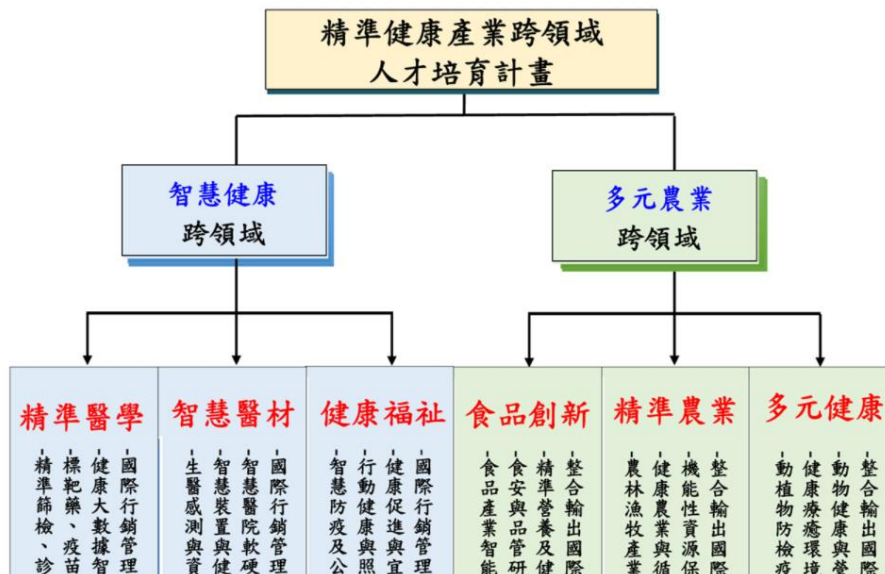 精準健康產業跨領域
人才培育計畫
智慧健康
跨領域
多元農業
跨領域
精準醫學
-精準篩檢、診
-標靶藥、疫苗
-健康大數據智
-國際行銷管理
智慧醫材
-生醫感測與資
-智慧裝置與健
-智慧醫院軟硬
-國際行銷管理
健康福祉
-智慧防疫及公
-行動健康與照
-健康促進與宜
-國際行銷管理
食品創新
-食品產業智能
-食安與品管研
-精準營養及健
-整合輸出國際
精準農業
-農林漁牧產業
-健康農業與循
-機能性資源保
-整合輸出國際
多元健康
-動植物防檢疫
-健康療癒環境
-動物健康與營
-整合輸出國際